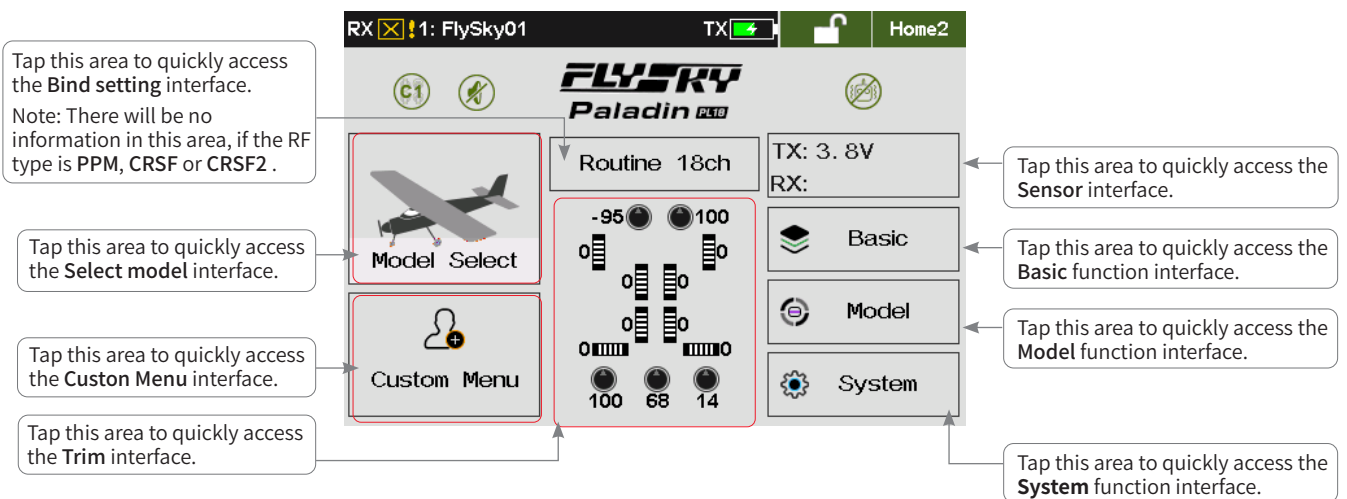 RX !1: FlySky01 TX Home2
Tap this area to quickly access
the Bind setting interface.
Note: There will be no
information in this area, if the RF
type is PPM, CRSF or CRSF2 .
Tap this area to quickly access
the Select model interface.
Tap this area to quickly access
the Custon Menu interface.
Tap this area to quickly access
the Trim interface.
C1
FLYSKY
Paladin PL18
Model Select
Custom Menu
Routine 18ch
-95 100
0 0
0 0
0 0
0 0
100 68 14
TX: 3. 8V
RX:
Basic
Model
System
Tap this area to quickly access the
Sensor interface.
Tap this area to quickly access the
Basic function interface.
Tap this area to quickly access the
Model function interface.
Tap this area to quickly access the
System function interface.